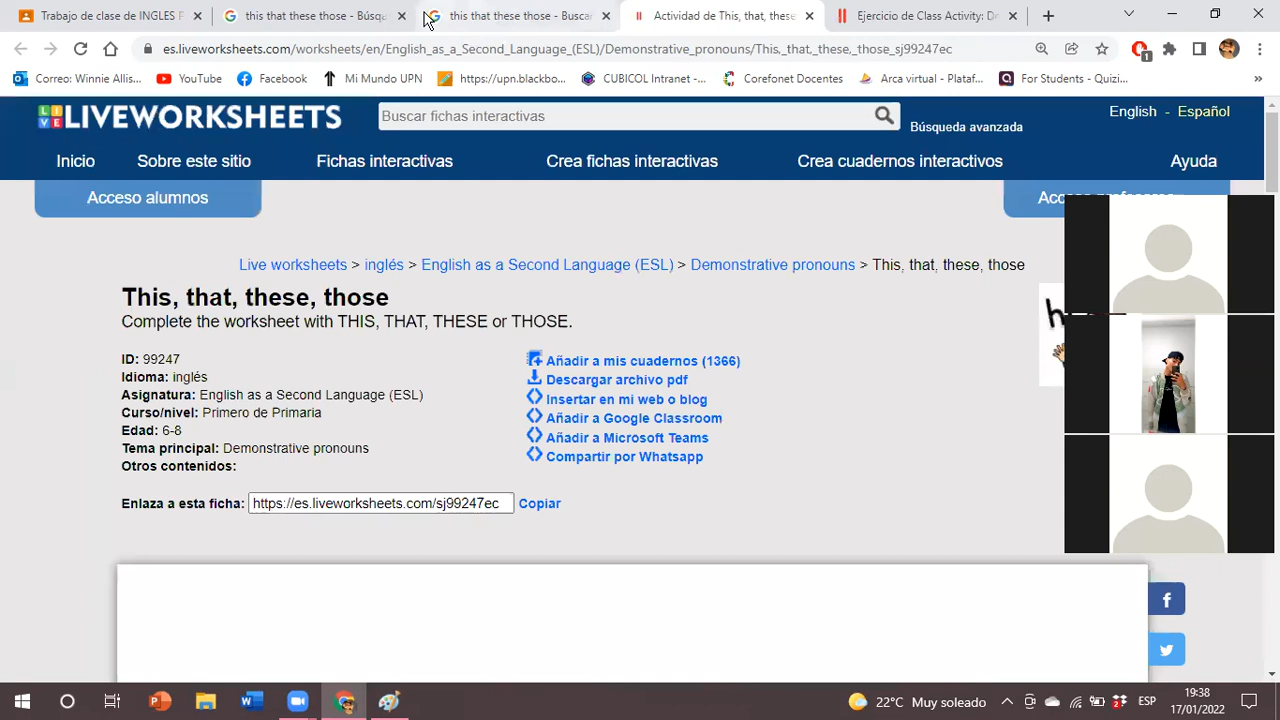 Trabajo de clase de INGLES F
this that these those - Búsq
this that these those - Busca
Actividad de This, that, these
Ejercicio de Class Activity: De
es.liveworksheets.com/worksheets/en/English_as_a_Second_Language_(ESL)/Demonstrative_pronouns/This,_that,_these_those_sj99247ec
1
Correo: Winnie Allis...
YouTube
Facebook
Mi Mundo UPN
https://upn.blackbo...
CUBICOL Intranet -...
Corefonet Docentes
Arca virtual - Plataf...
For Students - Quizi...
»
LIVE LIVEWORKSHEETS
Buscar fichas interactivas
Búsqueda avanzada
English - Español
Inicio
Sobre este sitio
Fichas interactivas
Crea fichas interactivas
Crea cuadernos interactivos
Ayuda
Acceso alumnos
Live worksheets > inglés > English as a Second Language (ESL) > Demonstrative pronouns > This, that, these, those
This, that, these, those
Complete the worksheet with THIS, THAT, THESE or THOSE.
ID: 99247
Idioma: inglés
Asignatura: English as a Second Language (ESL)
Curso/nivel: Primero de Primaria
Edad: 6-8
Tema principal: Demonstrative pronouns
Otros contenidos:
Añadir a mis cuadernos (1366)
Descargar archivo pdf
Insertar en mi web o blog
Añadir a Google Classroom
Añadir a Microsoft Teams
Compartir por Whatsapp
Enlaza a esta ficha: https://es.liveworksheets.com/sj99247ec Copiar
22°C Muy soleado
2
ESP
19:38
17/01/2022